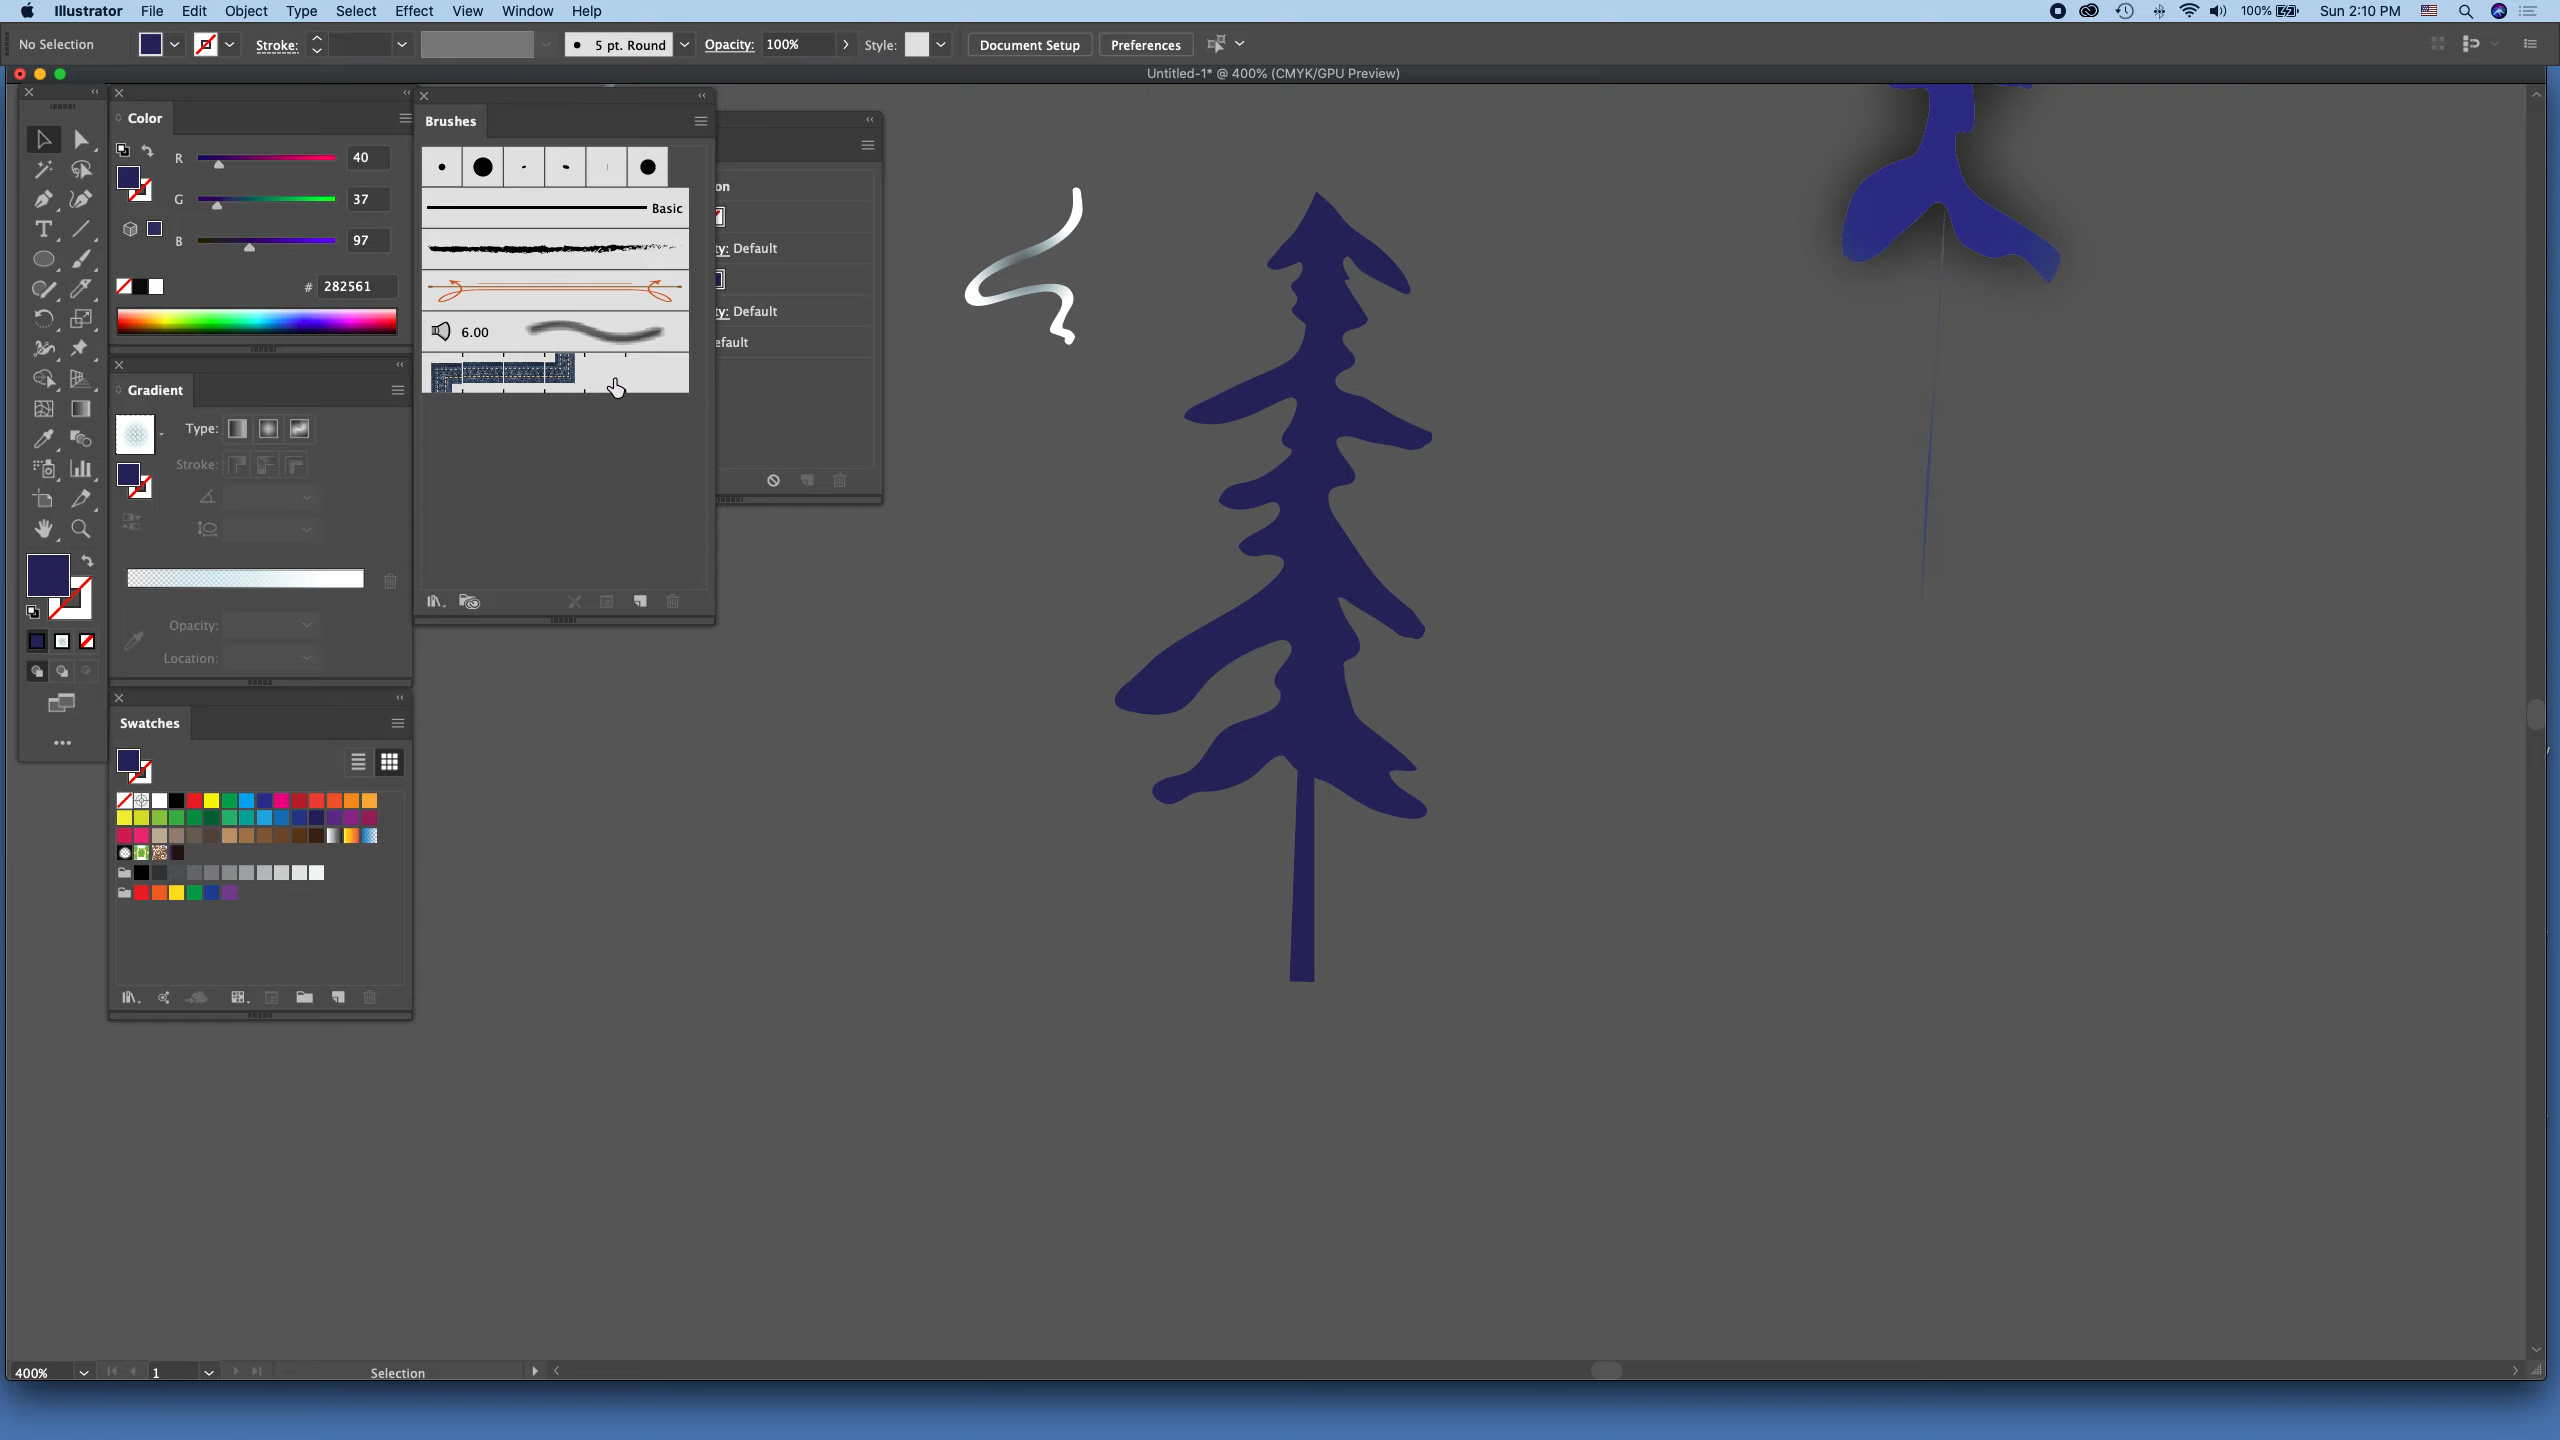 Illustrator File Edit Object Type Select Effect View Window Help 100% Sun 2:10 PM
No Selection Stroke: 5 pt. Round Opacity: 100% Style: Document Setup Preferences
Untitled-1* @ 400% (CMYK/GPU Preview)
Color
R 40
G 37
B 97
# 282561
Brushes
Basic
6.00
on
ty: Default
ty: Default
efault
Gradient
Type:
Stroke:
Opacity:
Location:
Swatches
400% 1 Selection